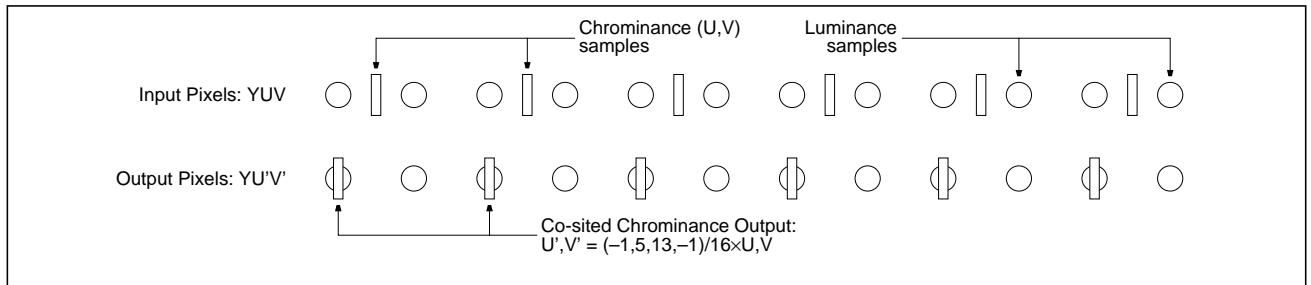 Chrominance (U,V)
samples
Luminance
samples
Input Pixels: YUV
Output Pixels: YU'V'
Co-sited Chrominance Output:
U',V' = (–1,5,13,–1)/16×U,V